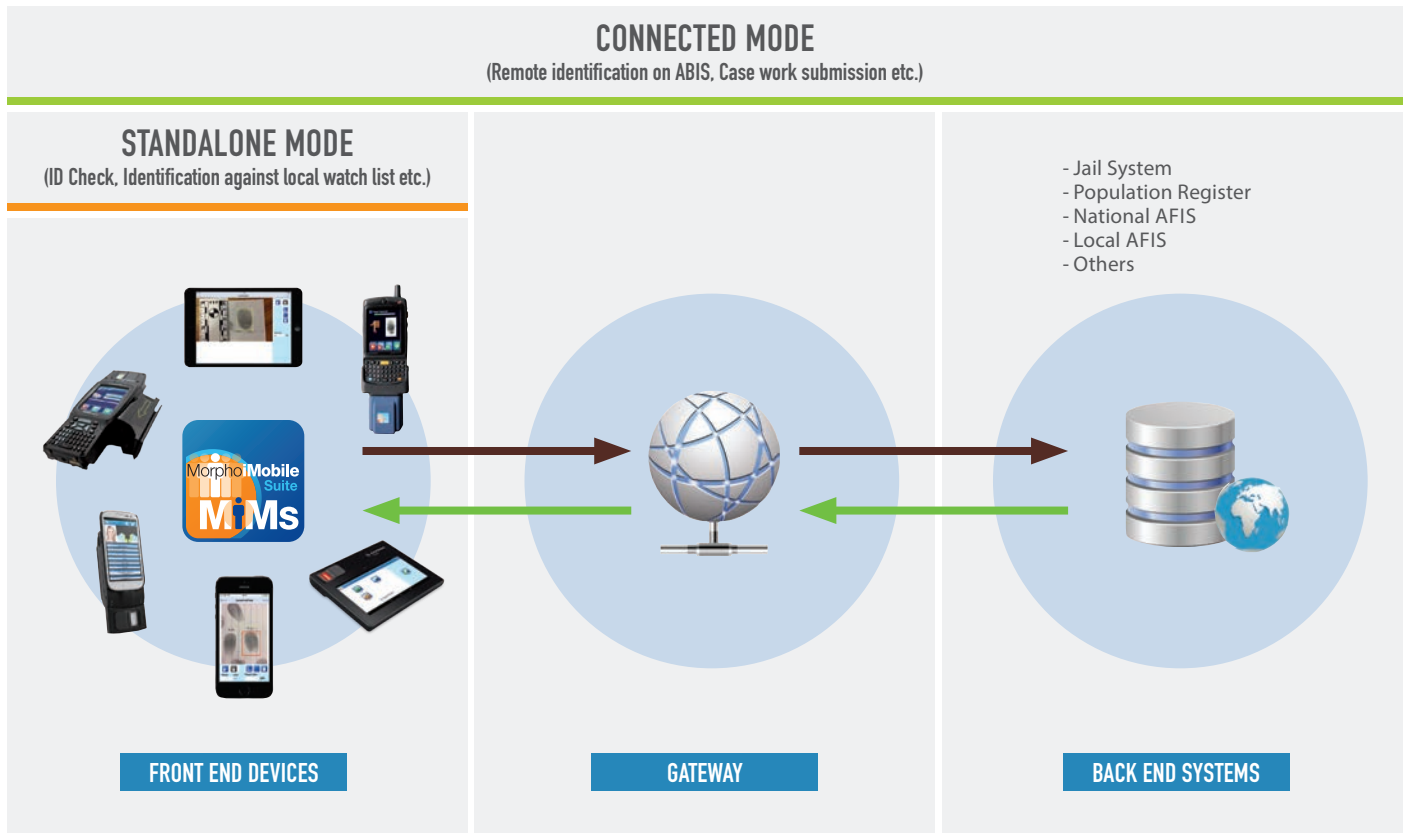 CONNECTED MODE
(Remote identification on ABIS, Case work submission etc.)
STANDALONE MODE
(ID Check, Identification against local watch list etc.)
- Jail System
- Population Register
- National AFIS
- Local AFIS
- Others
MorphoiMobile
Suite
MiMs
FRONT END DEVICES
GATEWAY
BACK END SYSTEMS